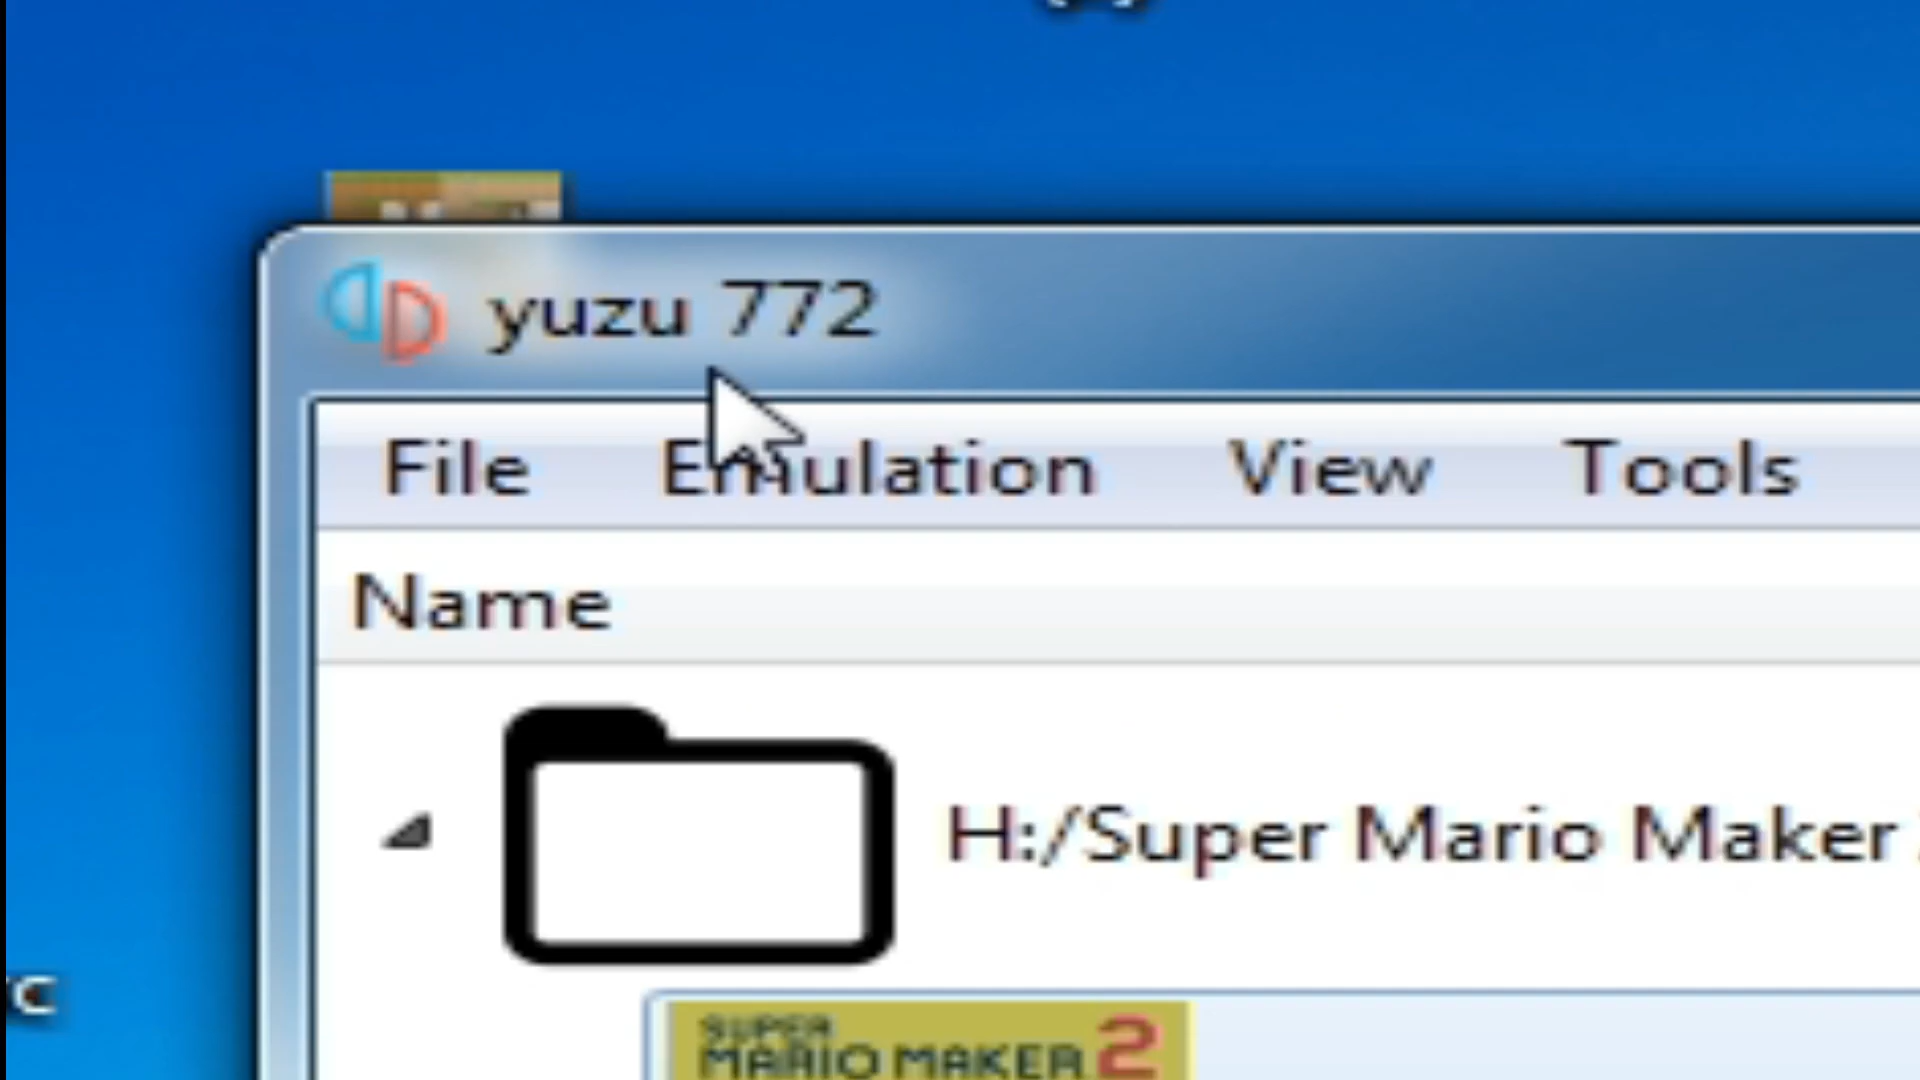 yuzu 772
File Emulation View Tools
Name
H:/Super Mario Maker
SUPER
MARIO MAKER 2